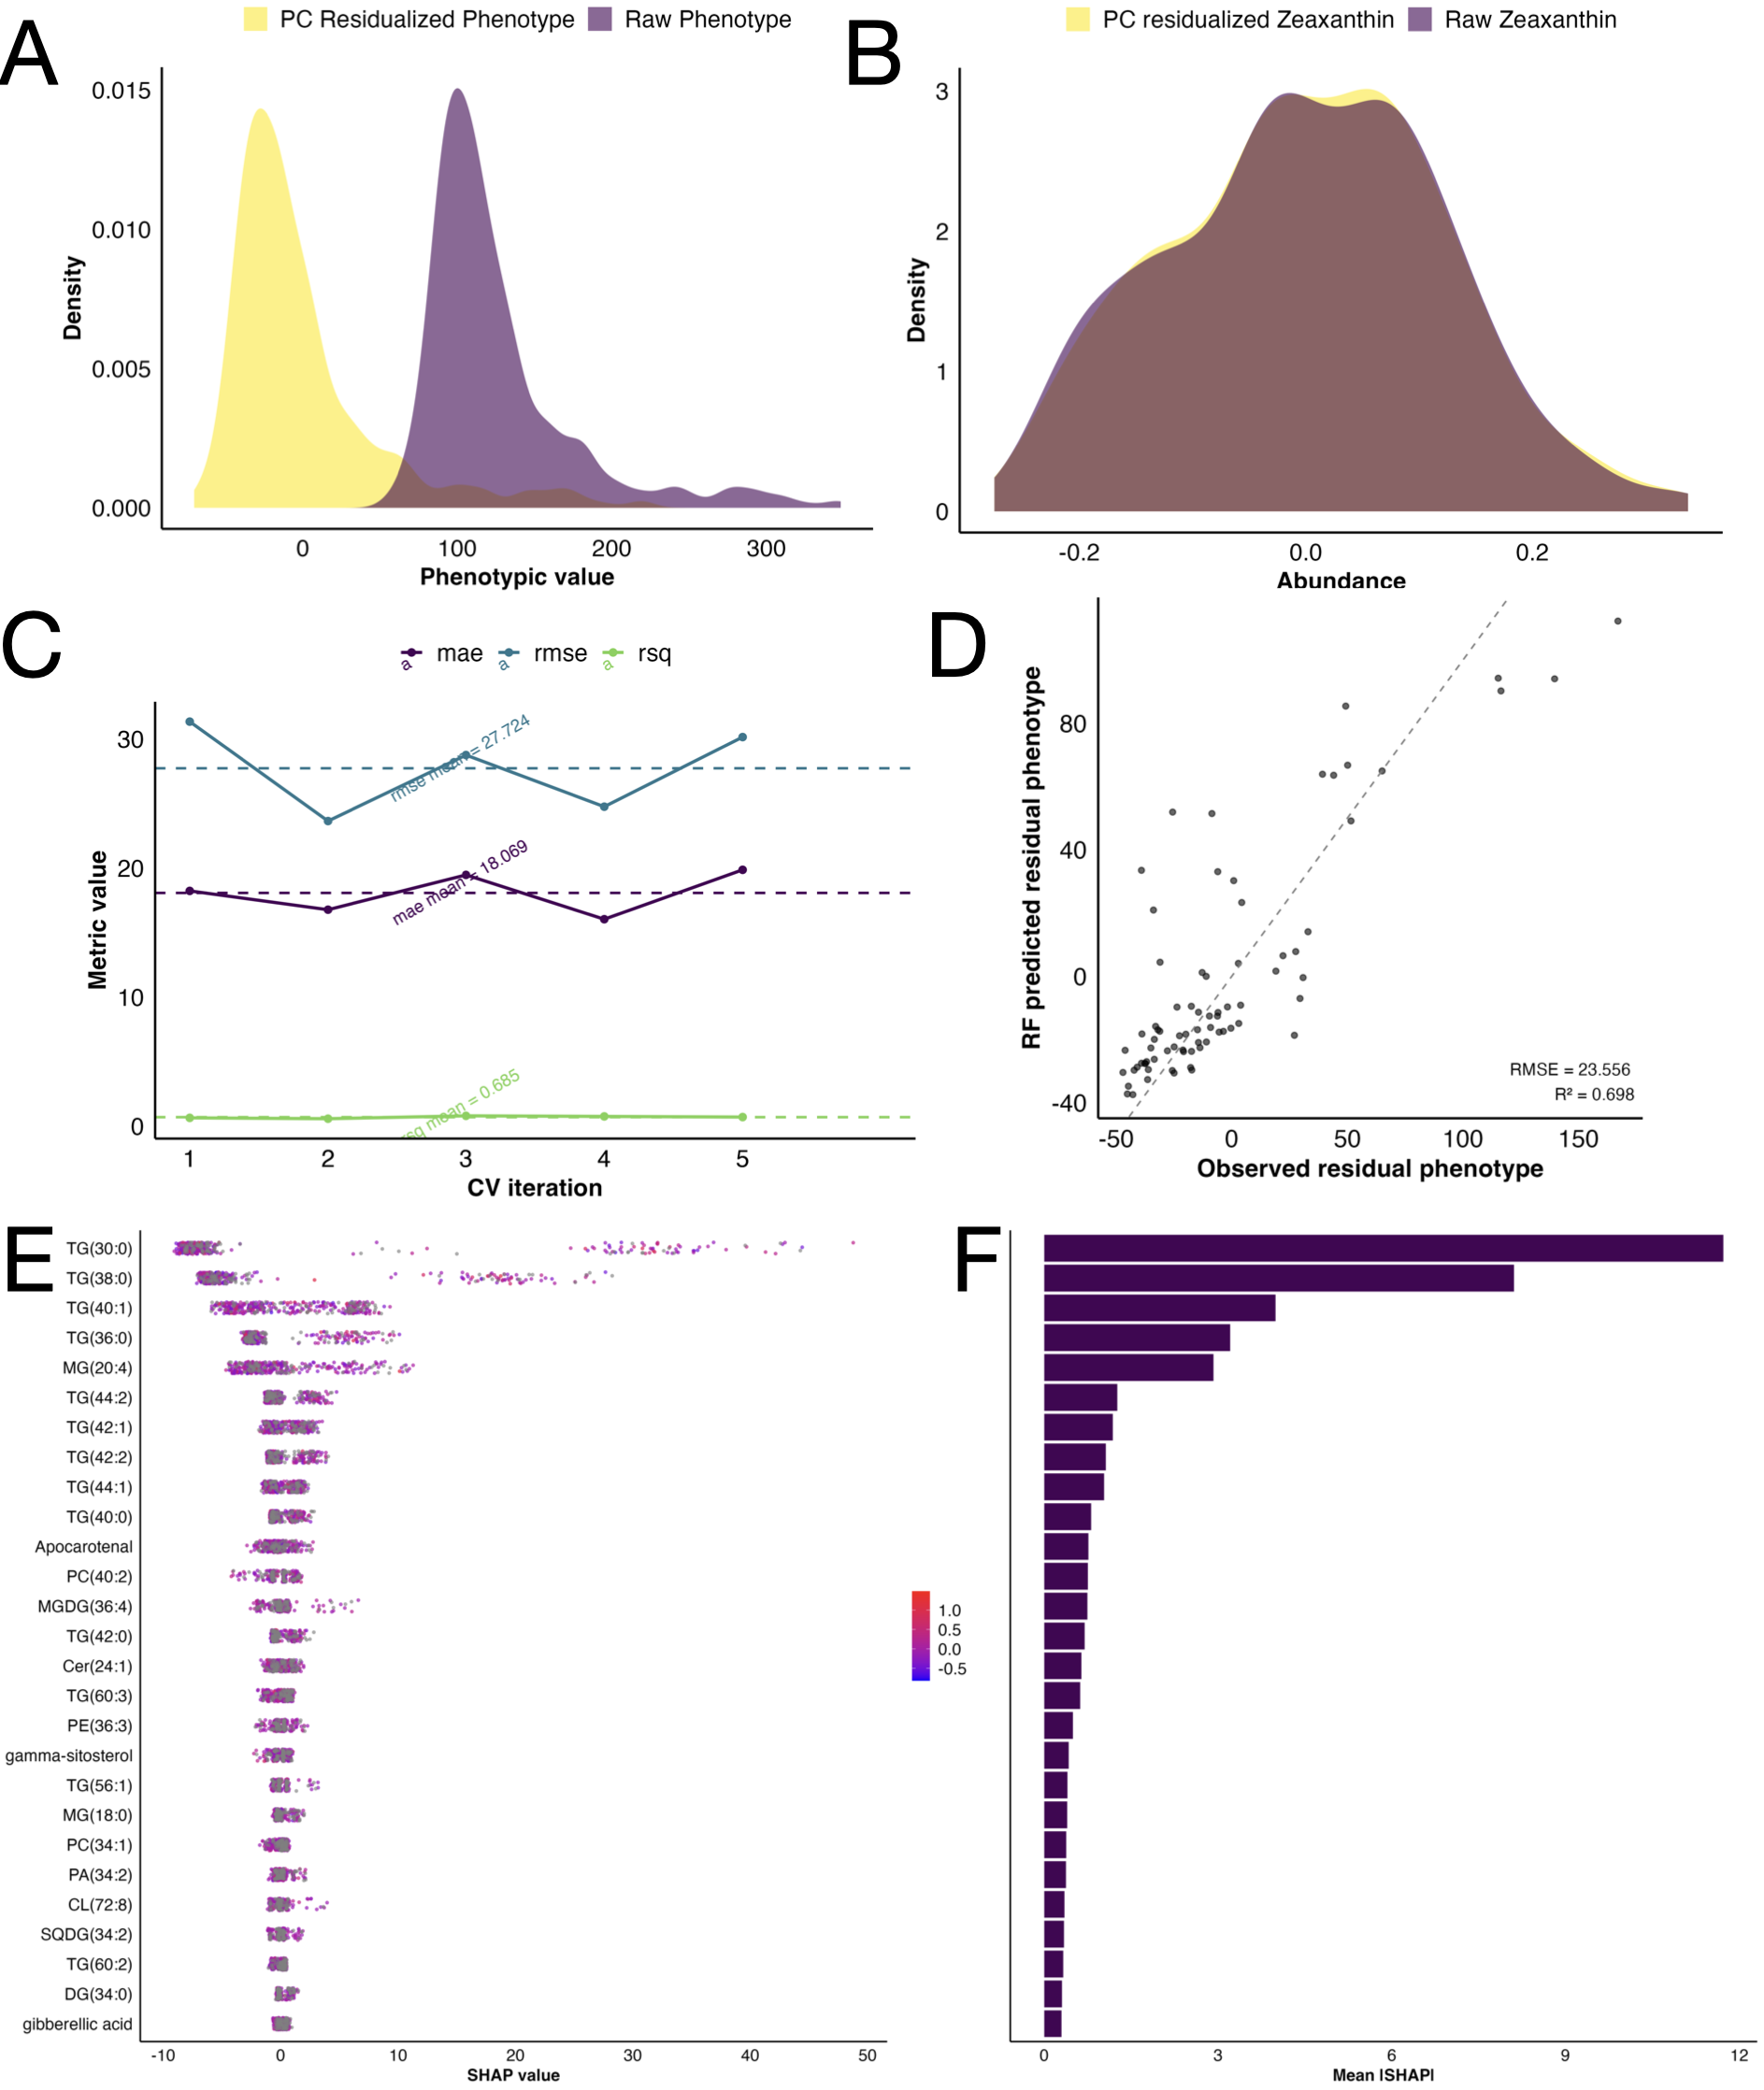 A
PC Residualized Phenotype
Raw Phenotype
0.015
0.010
0.005
0.000
Density
0
100
200
300
Phenotypic value
B
PC residualized Zeaxanthin
Raw Zeaxanthin
3
2
1
0
Density
-0.2
0.0
0.2
Abundance
C
a mae
a rmse
a rsq
30
20
10
0
Metric value
rmse mean = 27.724
mae mean = 18.069
rsq mean = 0.685
1
2
3
4
5
CV iteration
D
80
40
0
-40
RF predicted residual phenotype
RMSE = 23.556
R² = 0.698
-50
0
50
100
150
Observed residual phenotype
E
TG(30:0)
TG(38:0)
TG(40:1)
TG(36:0)
MG(20:4)
TG(44:2)
TG(42:1)
TG(42:2)
TG(44:1)
TG(40:0)
Apocarotenal
PC(40:2)
MGDG(36:4)
TG(42:0)
Cer(24:1)
TG(60:3)
PE(36:3)
gamma-sitosterol
TG(56:1)
MG(18:0)
PC(34:1)
PA(34:2)
CL(72:8)
SQDG(34:2)
TG(60:2)
DG(34:0)
gibberellic acid
-10
0
10
20
30
40
50
SHAP value
1.0
0.5
0.0
-0.5
F
0
3
6
9
12
Mean |SHAP|